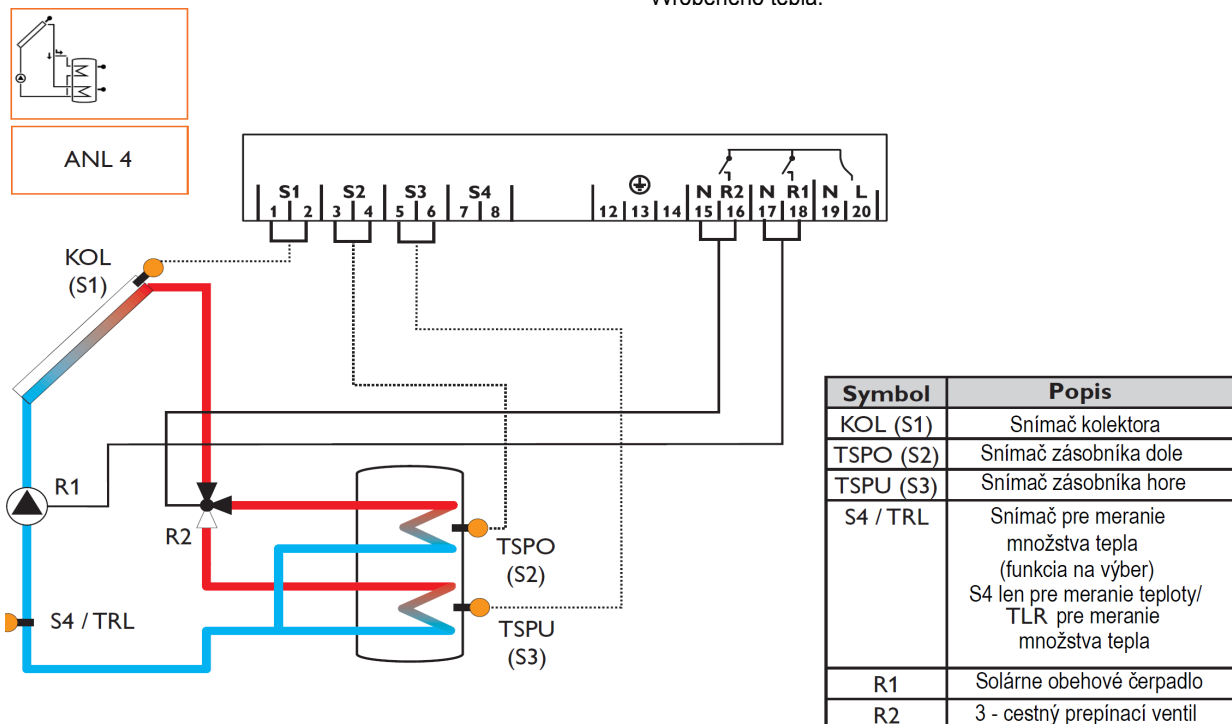 Vyrobeného tepla.
ANL 4
S1 S2 S3 S4 N R2 N R1 N L
1 2 3 4 5 6 7 8 12 13 14 15 16 17 18 19 20
KOL
(S1)
R1
R2
TSPO
(S2)
S4 / TRL
TSPU
(S3)
Symbol Popis
KOL (S1) Snímač kolektora
TSPO (S2) Snímač zásobníka dole
TSPU (S3) Snímač zásobníka hore
S4 / TRL Snímač pre meranie
množstva tepla
(funkcia na výber)
S4 len pre meranie teploty/
TLR pre meranie
množstva tepla
R1 Solárne obehové čerpadlo
R2 3 - cestný prepínací ventil